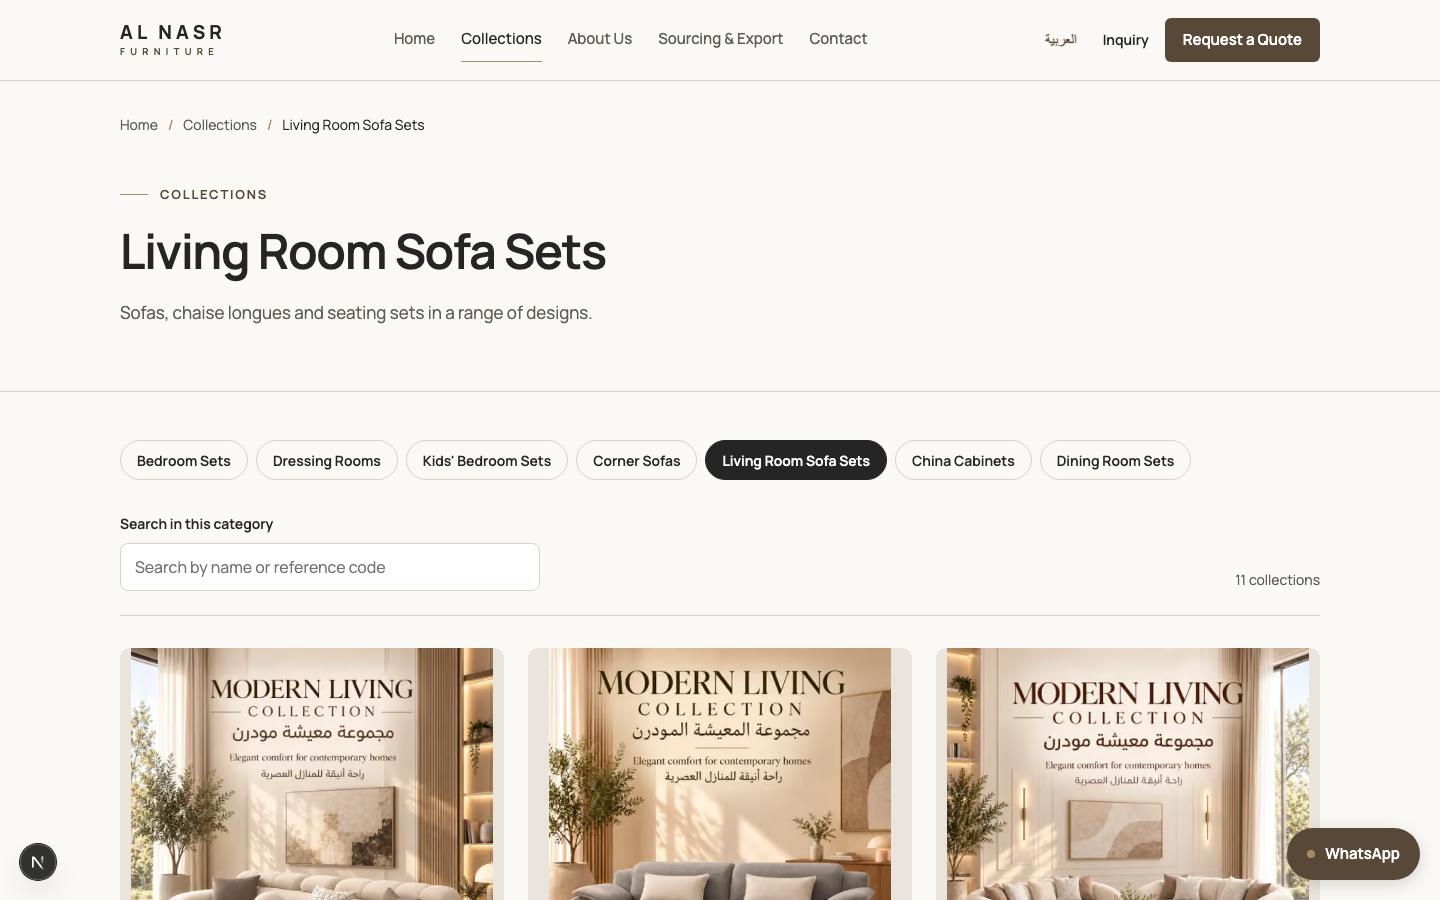 AL NASR
FURNITURE
Home
Collections
About Us
Sourcing & Export
Contact
العربية
Inquiry
Request a Quote
Home / Collections / Living Room Sofa Sets
COLLECTIONS
Living Room Sofa Sets
Sofas, chaise longues and seating sets in a range of designs.
Bedroom Sets
Dressing Rooms
Kids' Bedroom Sets
Corner Sofas
Living Room Sofa Sets
China Cabinets
Dining Room Sets
Search in this category
Search by name or reference code
11 collections
MODERN LIVING
COLLECTION
مجموعة معيشة مودرن
Elegant comfort for contemporary homes
راحة أنيقة للمنازل العصرية
MODERN LIVING
COLLECTION
مجموعة المعيشة المودرن
Elegant comfort for contemporary homes
راحة أنيقة للمنازل العصرية
MODERN LIVING
COLLECTION
مجموعة معيشة مودرن
Elegant comfort for contemporary homes
راحة أنيقة للمنازل العصرية
N
WhatsApp